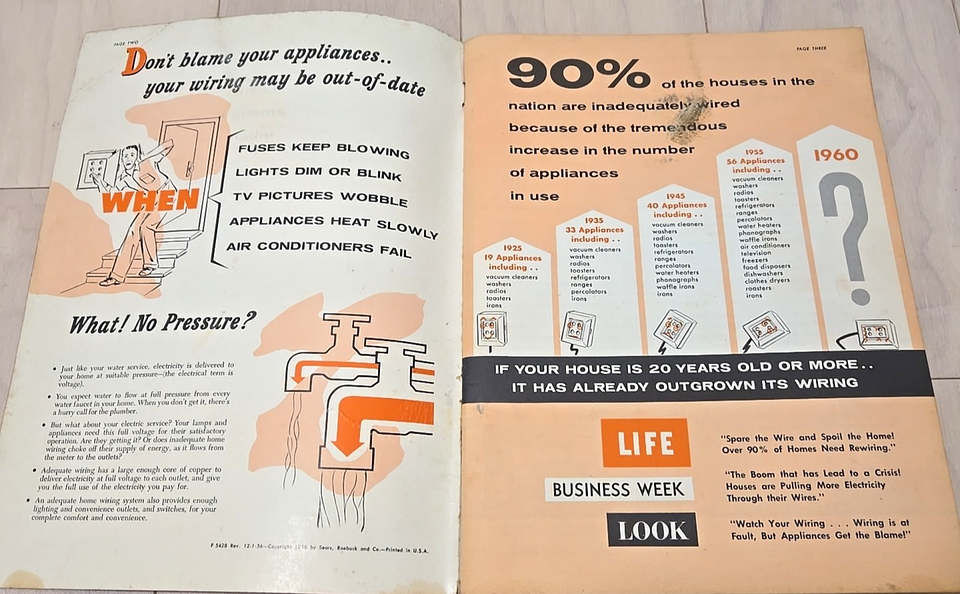 PAGE TWO
Don't blame your appliances..
your wiring may be out-of-date
WHEN
FUSES KEEP BLOWING
LIGHTS DIM OR BLINK
TV PICTURES WOBBLE
APPLIANCES HEAT SLOWLY
AIR CONDITIONERS FAIL
What! No Pressure?
• Just like your water service, electricity is delivered to
your home at suitable pressure—(the electrical term is
voltage).
• You expect water to flow at full pressure from every
water faucet in your home. When you don't get it, there's
a hurry call for the plumber.
• But what about your electric service? Your lamps and
appliances need this full voltage for their satisfactory
operation. Are they getting it? Or does inadequate home
wiring choke off their supply of energy, as it flows from
the meter to the outlets?
• Adequate wiring has a large enough core of copper to
deliver electricity at full voltage to each outlet, and give
you the full use of the electricity you pay for.
• An adequate home wiring system also provides enough
lighting and convenience outlets, and switches, for your
complete comfort and convenience.
F 5428 Rev. 12-1-56—Copyright 1956 by Sears, Roebuck and Co.—Printed in U.S.A.
PAGE THREE
90% of the houses in the
nation are inadequately wired
because of the tremendous
increase in the number
of appliances
in use
1925
19 Appliances
including . .
vacuum cleaners
washers
radios
toasters
irons
1935
33 Appliances
including . .
vacuum cleaners
washers
radios
toasters
refrigerators
ranges
percolators
irons
1945
40 Appliances
including . .
vacuum cleaners
washers
radios
toasters
refrigerators
ranges
percolators
water heaters
phonographs
waffle irons
irons
1955
56 Appliances
including . .
vacuum cleaners
washers
radios
toasters
refrigerators
ranges
percolators
water heaters
phonographs
waffle irons
air conditioners
television
freezers
food disposers
dishwashers
clothes dryers
roasters
irons
1960
?
IF YOUR HOUSE IS 20 YEARS OLD OR MORE..
IT HAS ALREADY OUTGROWN ITS WIRING
LIFE
"Spare the Wire and Spoil the Home!
Over 90% of Homes Need Rewiring."
BUSINESS WEEK
"The Boom that has Lead to a Crisis!
Houses are Pulling More Electricity
Through their Wires."
LOOK
"Watch Your Wiring . . . Wiring is at
Fault, But Appliances Get the Blame!"